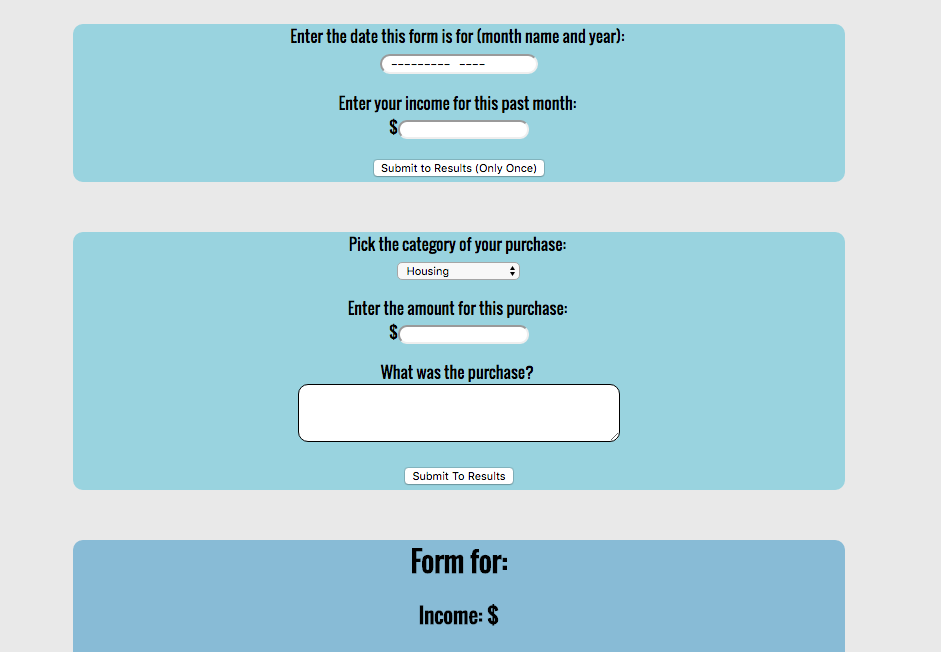 Enter the date this form is for (month name and year):
--------- ----
Enter your income for this past month:
$
Submit to Results (Only Once)
Pick the category of your purchase:
Housing
Enter the amount for this purchase:
$
What was the purchase?
Submit To Results
Form for:
Income: $